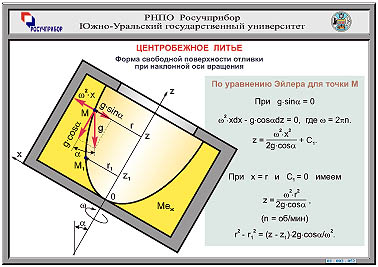 РОСУЧПРИБОР
РНПО Росучприбор
Южно-Уральский государственный университет
ЦЕНТРОБЕЖНОЕ ЛИТЬЕ
Форма свободной поверхности отливки
при наклонной оси вращения
ω²·x
g·sinα
z
M
r
z
g·cosα
g
α
M₁
r₁
z₁
x
0
Meж
ω
α
По уравнению Эйлера для точки М
При g·sinα = 0
ω²·xdx - g·cosαdz = 0, где ω = 2πn.
z = ω²·x² / 2g·cosα + C₁.
При x = r и C₁ = 0 имеем
z = ω²·r² / 2g·cosα ,
(n = об/мин)
r² - r₁² = (z - z₁)·2g·cosα/ω².